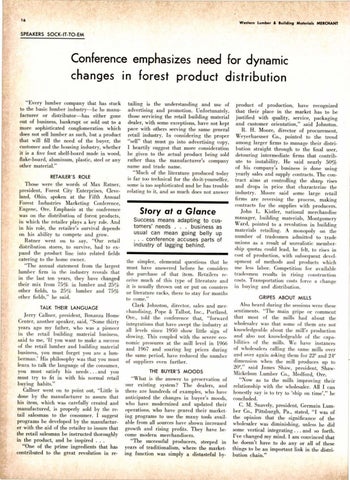 14
Western Lumber & Building Materials MERCHANT
SPEAKERS SOCK-IT-TO-EM
Conference emphasizes need for dynamic
changes in forest product distribution
"Every lumber company that has stuck
to the basic lumber industry—be he manu-
facturer or distributor—has either gone
out of business, bankrupt or sold out to a
more sophisticated conglomeration which
does not sell lumber as such, but a product
that will fill the need of the buyer, the
customer and the housing industry, whether
it is a five foot shelf-board made in wood,
flake-board, aluminum, plastic, steel or any
other material."
RETAILER'S ROLE
Those were the words of Max Ratner,
president, Forest City Enterprises, Cleve-
land, Ohio, spoken at the Fifth Annual
Forest Industries Marketing Conference,
Eugene, Ore. Emphasis at the conference
was on the distribution of forest products,
in which the retailer plays a key role. And
in his role, the retailer's survival depends
on his ability to compete and grow.
Ratner went on to say, "Our retail
distribution stores, to survive, had to ex-
pand the product line into related fields
catering to the home owner.
"The annual statement from the largest
lumber firm in the industry reveals that
in the last ten years, they have changed
their mix from 75% in lumber and 25%
other fields, to 25% lumber and 75%
other fields," he said.
TALK THEIR LANGUAGE
Jerry Callner, president, Bonanza Home
Center, another speaker, said, "Some thirty
years ago my father, who was a pioneer
in the retail building material business,
said to me, 'If you want to make a success
of the retail lumber and building material
business, you must forget you are a lum-
berman.' His philosophy was that you must
learn to talk the language of the consumer,
you must satisfy his needs . . . and you
must try to fit in with his normal retail
buying habits."
Callner went on to point out, "Little is
done by the manufacturer to assure that
his item, which was carefully created and
manufactured, is properly sold by the re-
tail salesman to the consumer. I suggest
programs be developed by the manufactur-
er with the aid of the retailer to insure that
the retail salesman be instructed thoroughly
in the product, and be inspired . . .
"One of the prime ingredients that has
contributed to the great revolution in re-
tailing is the understanding and use of
advertising and promotion. Unfortunately,
those servicing the retail building material
dealer, with some exceptions, have not kept
pace with others serving the same general
retail industry. In considering the proper
"sell" that must go into advertising copy,
I heartily suggest that more consideration
be given to the actual product being sold
rather than the manufacturer's company
name and trade name.
"Much of the literature produced today
is far too technical for the do-it-yourselfer,
some is too sophisticated and he has trouble
relating to it, and so much does not answer
Story at a Glance
Success means adapting to cus-
tomers' needs . . . business as
usual can mean going belly up
. . . conference accuses parts of
industry of lagging behind.
the simpler, essential questions that he
must have answered before he considers
the purchase of that item. Retailers re-
ceive much of this type of literature and
it is usually thrown out or put on counters
or literature racks, there to stay for months
to come."
Clark Johnston, director, sales and mer-
chandising, Pope & Talbot, Inc., Portland,
Ore., told the conference that, "Forward
integrations that have swept the industry at
all levels since 1950 show little sign of
slowing. This coupled with the severe eco-
nomic pressures at the mill level in 1966
and 1967, and soaring log prices during
the same period, have reduced the number
of suppliers even further.
THE BUYER'S MOODS
"What is the answer to preservation of
our existing system? The dealers, and
there are hundreds of examples, who have
anticipated the changes in buyer's moods,
who have modernized and updated their
operations, who have geared their market-
ing programs to use the many tools avail-
able from all sources have shown increased
growth and rising profits. They have be-
come modern merchandisers.
"The successful producers, steeped in
years of traditionalism, where the market-
ing function was simply a distasteful by-
product of production, have recognized
that their place in the market has to be
justified with quality, service, packaging
and customer orientation," said Johnston.
R. H. Moore, director of procurement,
Weyerhaeuser Co., pointed to the trend
among larger firms to manage their distri-
bution straight through to the final user,
detouring intermediate firms that contrib-
ute to instability. He said nearly 50%
of his company's business is done using
yearly sales and supply contracts. The con-
tracts aims at controlling the sharp rises
and drops in price that characterize the
industry. Moore said some large retail
firms are reversing the process, making
contracts for the supplies with producers.
John L. Kistler, national merchandise
manager, building materials, Montgomery
Ward, pointed to a revolution in building
materials retailing. A monopoly on the
number of tradesmen admitted to trade
unions as a result of unrealistic member-
ship quotas could lead, he felt, to rises in
cost of production, with subsequent devel-
opment of methods and products which
use less labor. Competition for available
tradesmen results in rising construction
costs. Transportation costs force a change
in buying and distribution.
GRIPES ABOUT MILLS
Also heard during the sessions were these
sentiments. "The main gripe or comment
that most of the mills had about the
wholesaler was that some of them are not
knowledgeable about the mill's production
and also not knowledgeable of the capa-
bilities of the mills. We have instances
of wholesalers calling the same mills over
and over again asking them for 22' and 24'
dimension when the mill produces up to
20'," said James Nase, president, Shaw-
Michelsen Lumber Co., Medford, Ore.
"Now as to the mills improving their
relationship with the wholesaler. All I can
honestly say is to try to 'ship on time'," he
concluded.
C. M. Snavely, president, Germain Lum-
ber Co., Pittsburgh, Pa., stated, "I was of
the opinion that the significance of the
wholesaler was diminishing, unless he did
some vertical integrating . . . and so forth.
I've changed my mind. I am convinced that
he doesn't have to do any or all of these
things to be an important link in the distri-
bution chain."